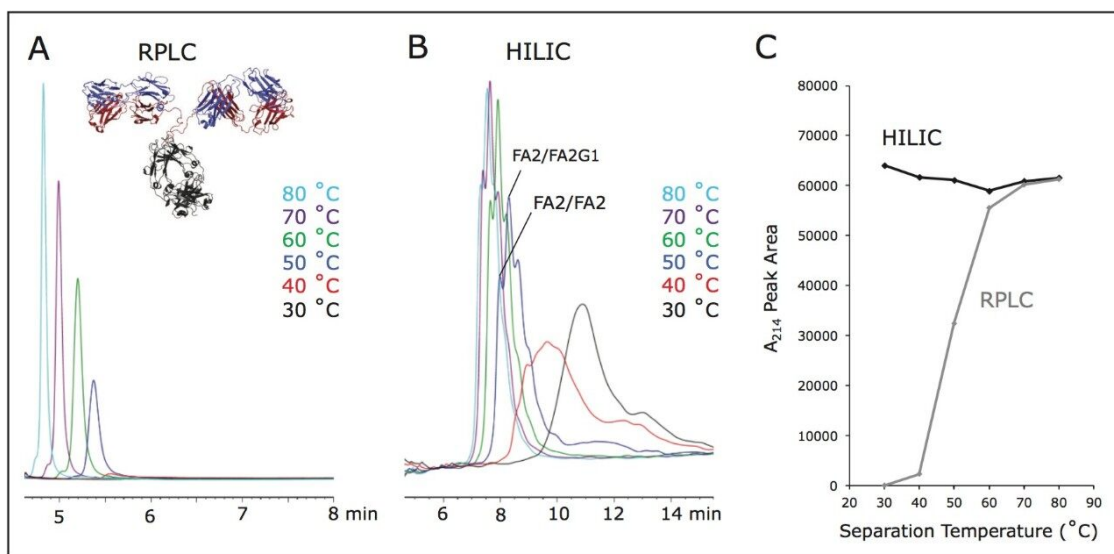 A
RPLC
80 °C
70 °C
60 °C
50 °C
40 °C
30 °C
5
6
7
8 min
B
HILIC
FA2/FA2G1
FA2/FA2
80 °C
70 °C
60 °C
50 °C
40 °C
30 °C
6
8
10
12
14 min
C
HILIC
RPLC
A214 Peak Area
80000
70000
60000
50000
40000
30000
20000
10000
0
20
30
40
50
60
70
80
90
Separation Temperature (°C)